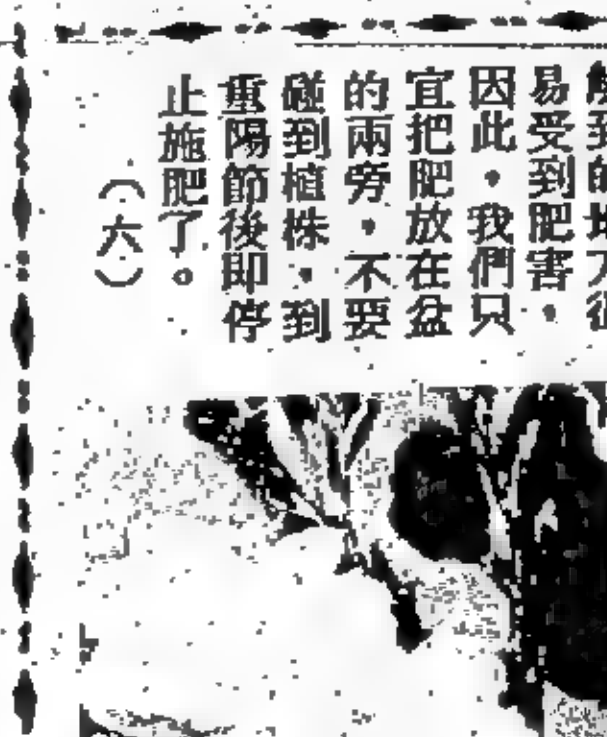 易受到肥害，
因此，我們只
宜把肥放在盆
的兩旁，不要
碰到植株，到
重陽節後即停
止施肥了。
（六）